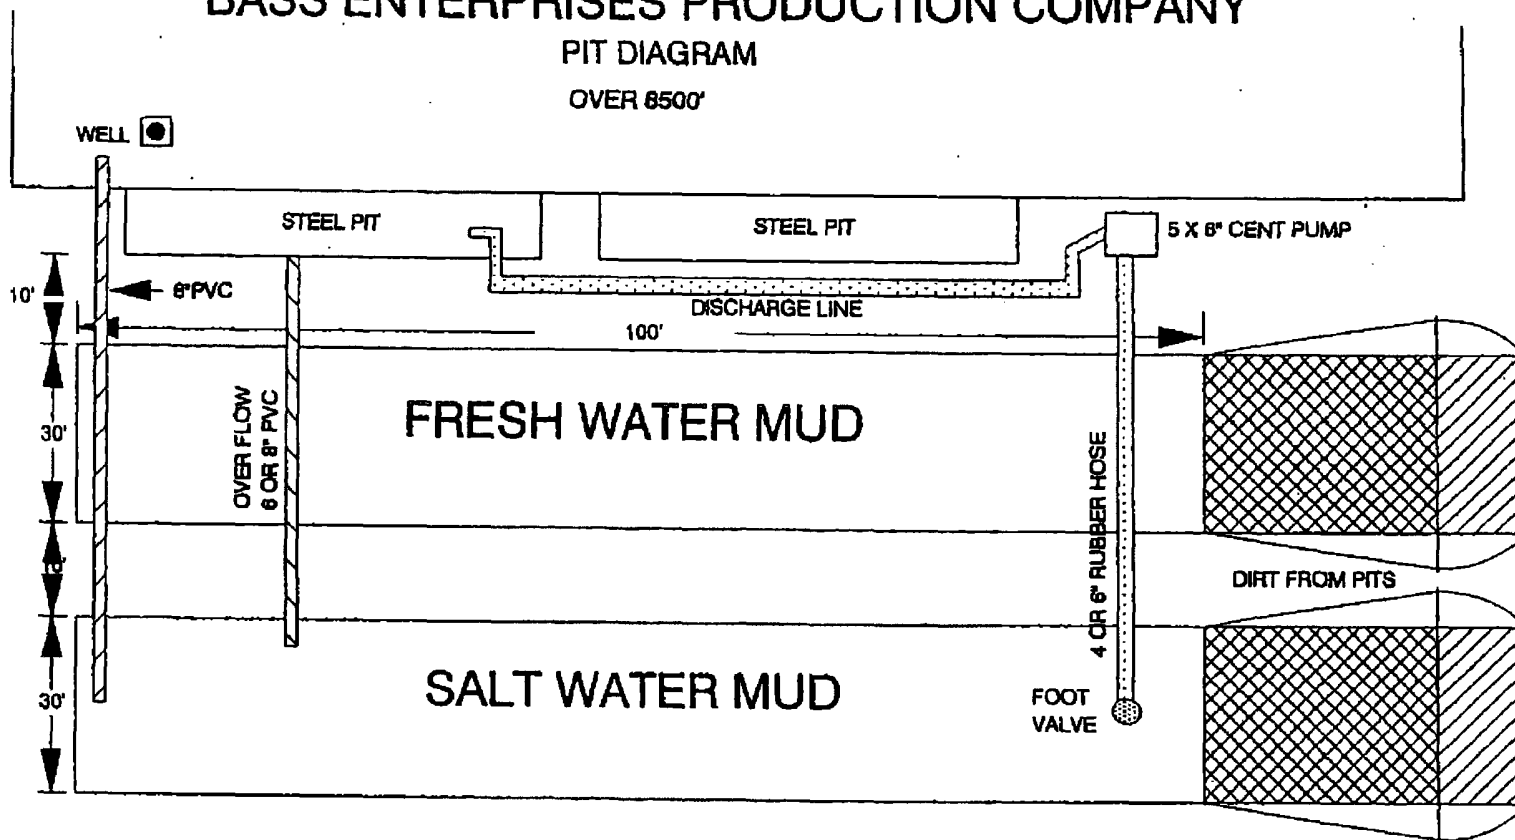 BASS ENTERPRISES PRODUCTION COMPANY
PIT DIAGRAM
OVER 8500'
WELL
STEEL PIT
STEEL PIT
5 X 6" CENT PUMP
10'
6"PVC
DISCHARGE LINE
100'
30'
OVER FLOW
6 OR 8" PVC
FRESH WATER MUD
4 OR 6" RUBBER HOSE
DIRT FROM PITS
30'
SALT WATER MUD
FOOT
VALVE